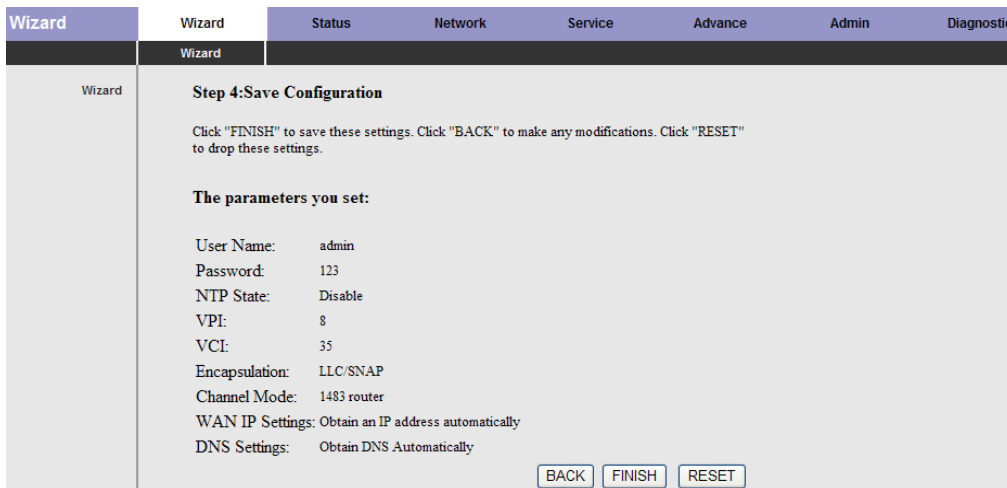 Wizard
Wizard Status Network Service Advance Admin Diagnosti
Wizard
Wizard
Step 4:Save Configuration
Click "FINISH" to save these settings. Click "BACK" to make any modifications. Click "RESET"
to drop these settings.
The parameters you set:
User Name: admin
Password: 123
NTP State: Disable
VPI: 8
VCI: 35
Encapsulation: LLC/SNAP
Channel Mode: 1483 router
WAN IP Settings: Obtain an IP address automatically
DNS Settings: Obtain DNS Automatically
BACK FINISH RESET